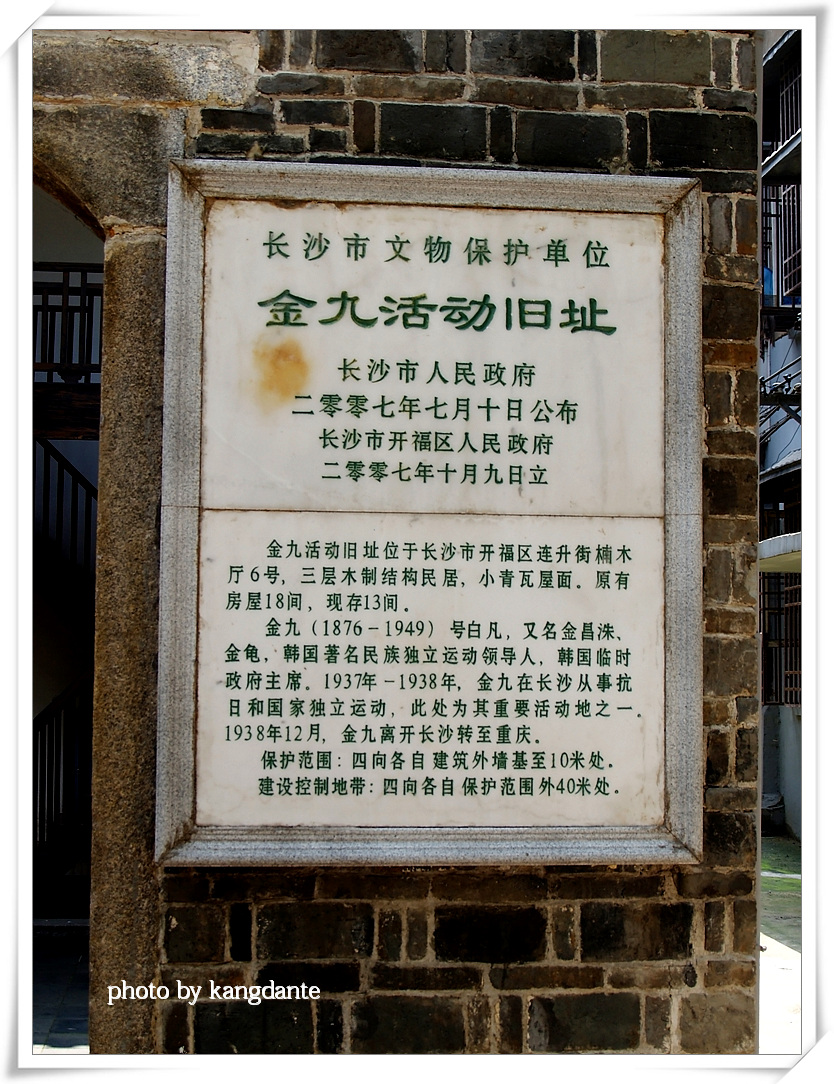 长沙市文物保护单位
金九活动旧址
长沙市人民政府
二零零七年七月十日公布
长沙市开福区人民政府
二零零七年十月九日立
金九活动旧址位于长沙市开福区连升街楠木
厅6号，三层木制结构民居，小青瓦屋面。原有
房屋18间，现存13间。
金九（1876－1949） 号白凡，又名金昌洙、
金龟，韩国著名民族独立运动领导人，韩国临时
政府主席。1937年－1938年，金九在长沙从事抗
日和国家独立运动，此处为其重要活动地之一。
1938年12月，金九离开长沙转至重庆。
保护范围：四向各自建筑外墙基至10米处。
建设控制地带：四向各自保护范围外40米处。
photo by kangdante